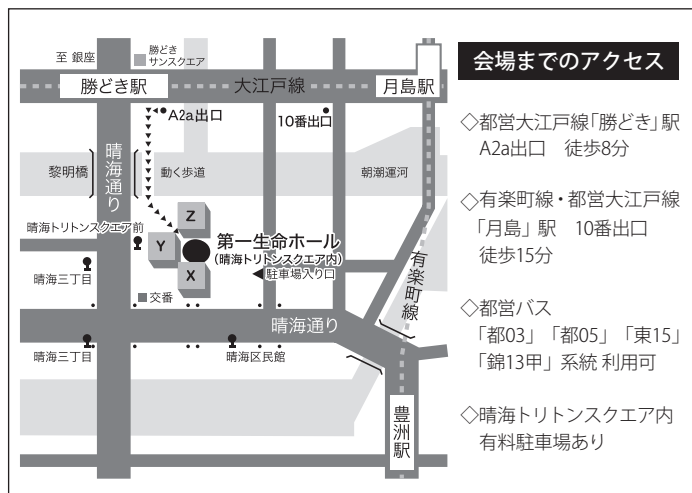 至 銀座
勝どき
サンスクエア
勝どき駅
大江戸線
月島駅
A2a出口
10番出口
黎明橋
晴海通り
動く歩道
朝潮運河
晴海トリトンスクエア前
Z
Y
X
第一生命ホール
(晴海トリトンスクエア内)
駐車場入り口
晴海三丁目
交番
有楽町線
晴海通り
晴海三丁目
晴海区民館
豊洲駅
会場までのアクセス
◇都営大江戸線「勝どき」駅
A2a出口 徒歩8分
◇有楽町線・都営大江戸線
「月島」駅 10番出口
徒歩15分
◇都営バス
「都03」「都05」「東15」
「錦13甲」系統 利用可
◇晴海トリトンスクエア内
有料駐車場あり